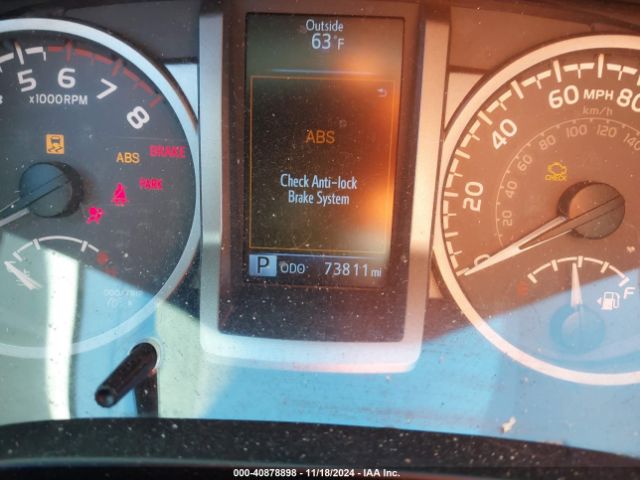 Outside
63°F
5 6 7 8
x1000RPM
ABS BRAKE
PARK
ABS
Check Anti-lock
Brake System
P ODO 73811 mi
0 20 40 60 MPH 80
km/h
20 40 60 80 100 120 140
CHECK
F
000-40878898 - 11/18/2024 - IAA Inc.